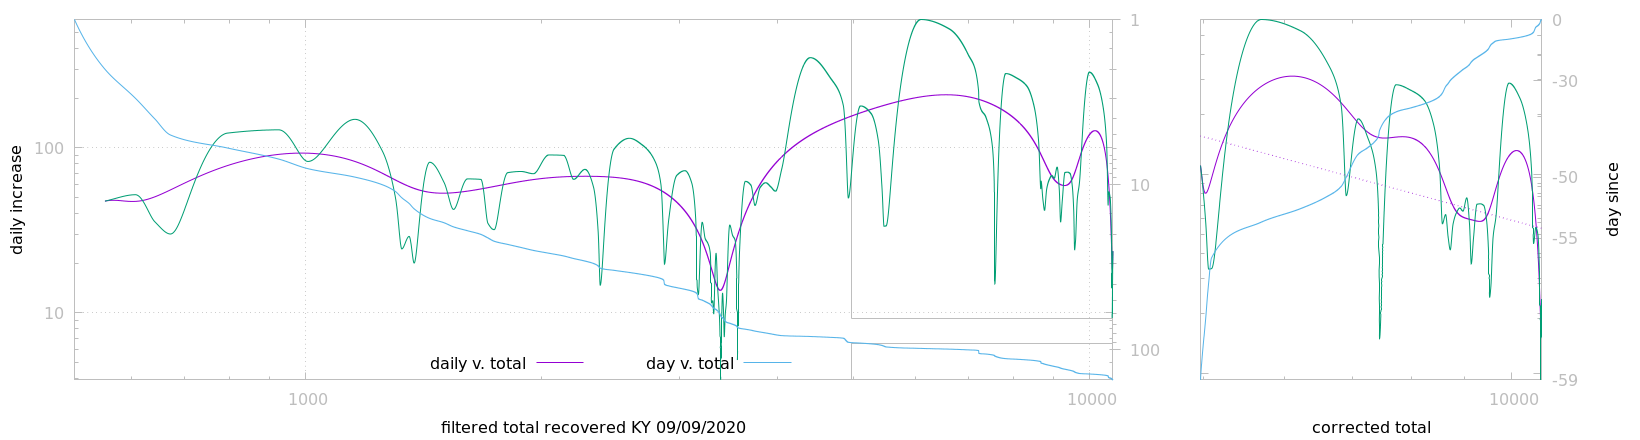 daily increase
100
10
1000
10000
1
10
100
daily v. total
day v. total
filtered total recovered KY 09/09/2020
0
-30
-50
-55
-59
day since
10000
corrected total